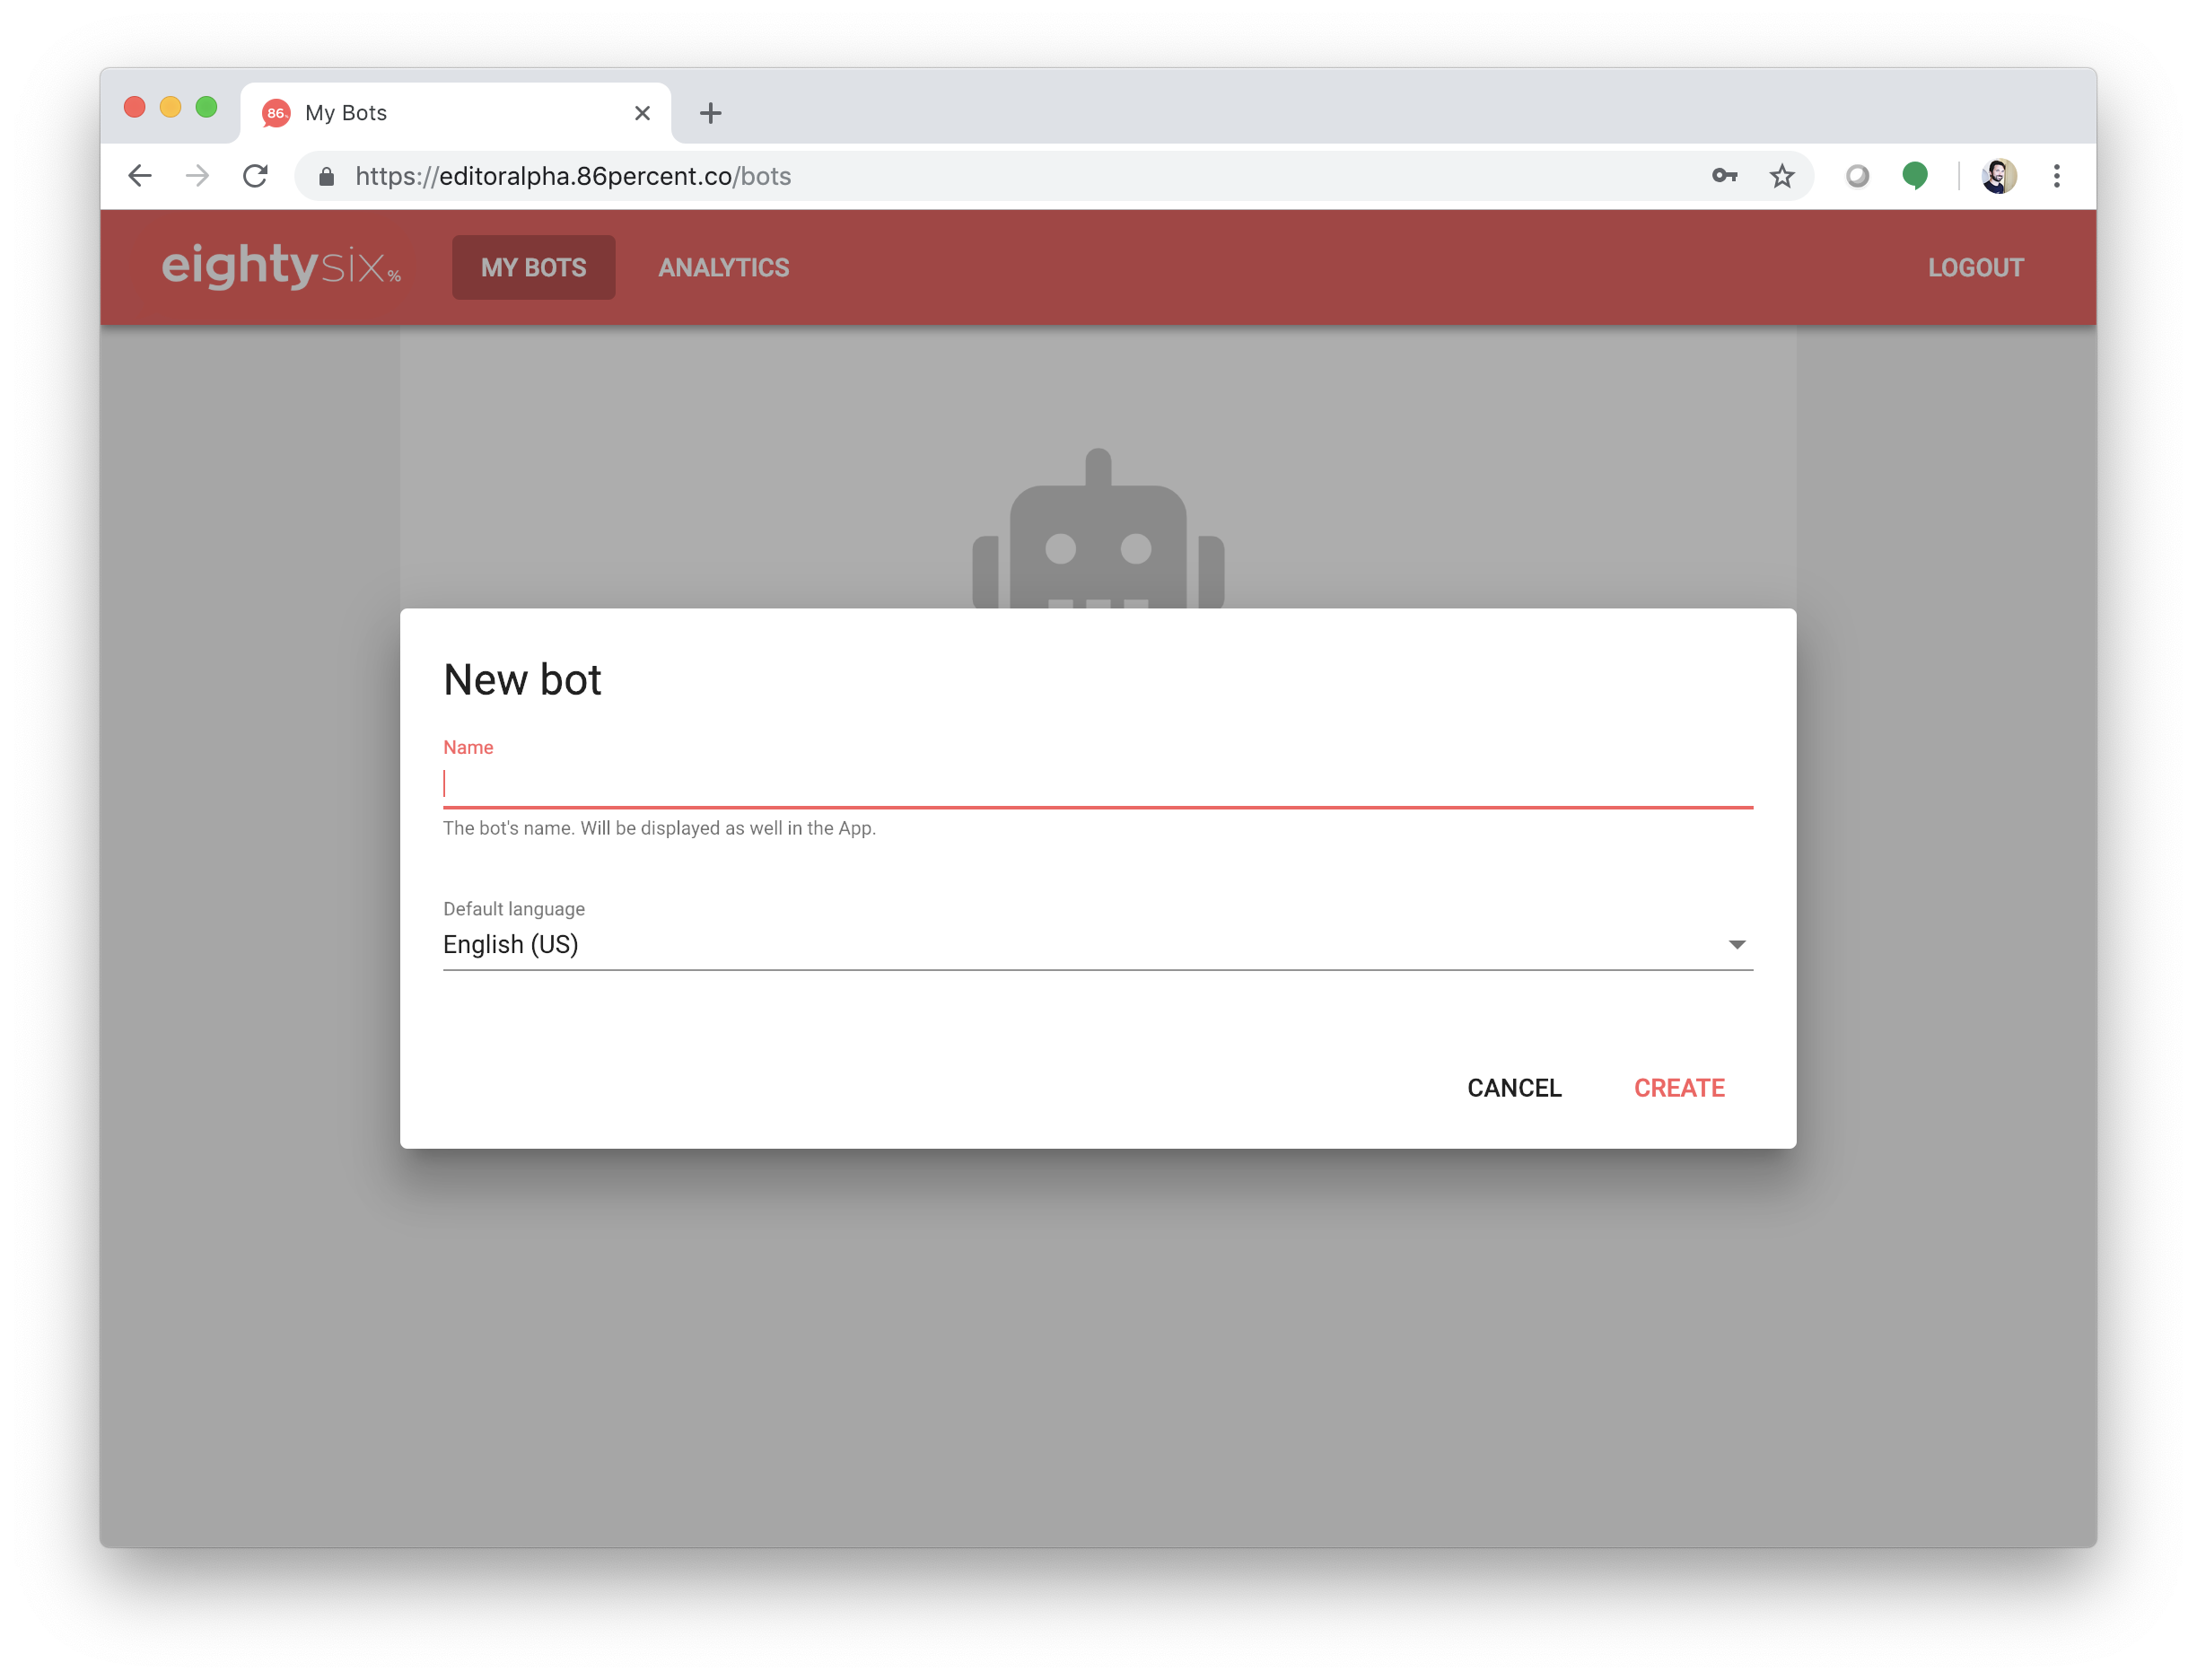 86%
My Bots
https://editoralpha.86percent.co/bots
eightysix%
MY BOTS
ANALYTICS
LOGOUT
New bot
Name
The bot's name. Will be displayed as well in the App.
Default language
English (US)
CANCEL
CREATE